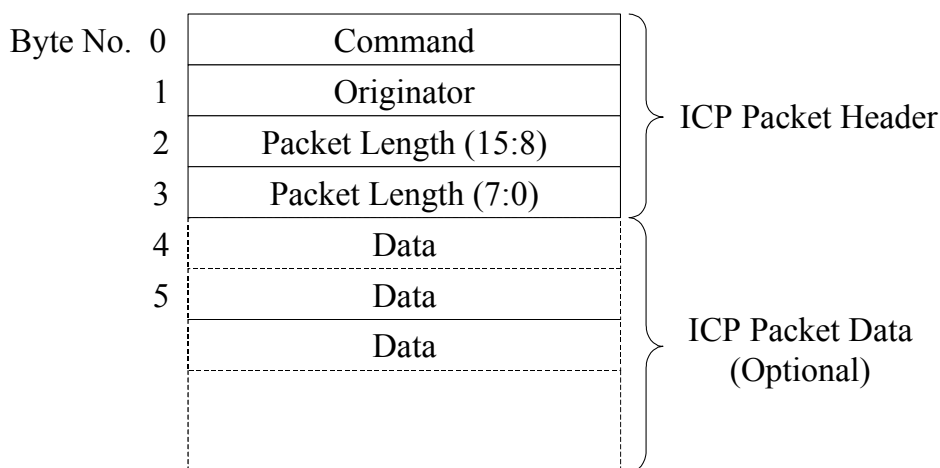 Byte No. 0 Command
1 Originator
ICP Packet Header
2 Packet Length (15:8)
3 Packet Length (7:0)
4 Data
5 Data
Data
ICP Packet Data
(Optional)